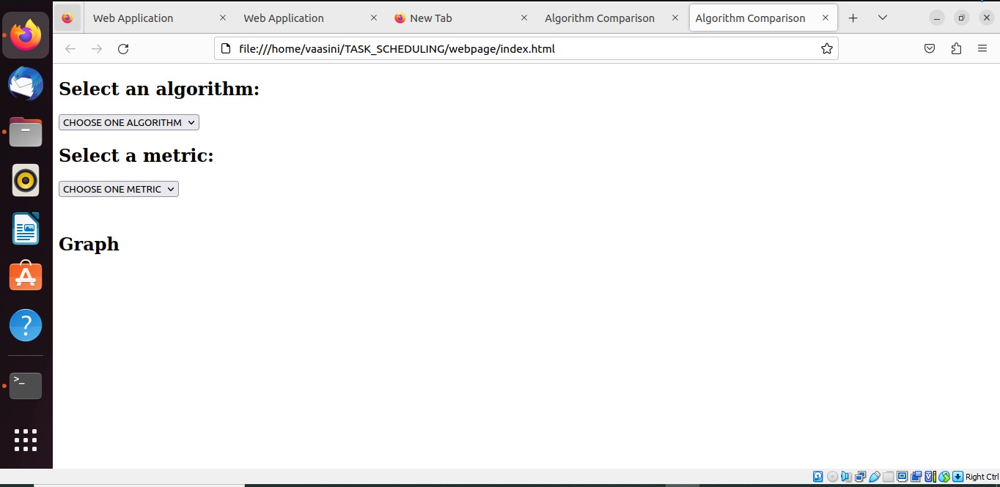 Web Application
Web Application
New Tab
Algorithm Comparison
Algorithm Comparison
file:///home/vaasini/TASK_SCHEDULING/webpage/index.html
Select an algorithm:
CHOOSE ONE ALGORITHM
Select a metric:
CHOOSE ONE METRIC
Graph
?
>_
Right Ctrl